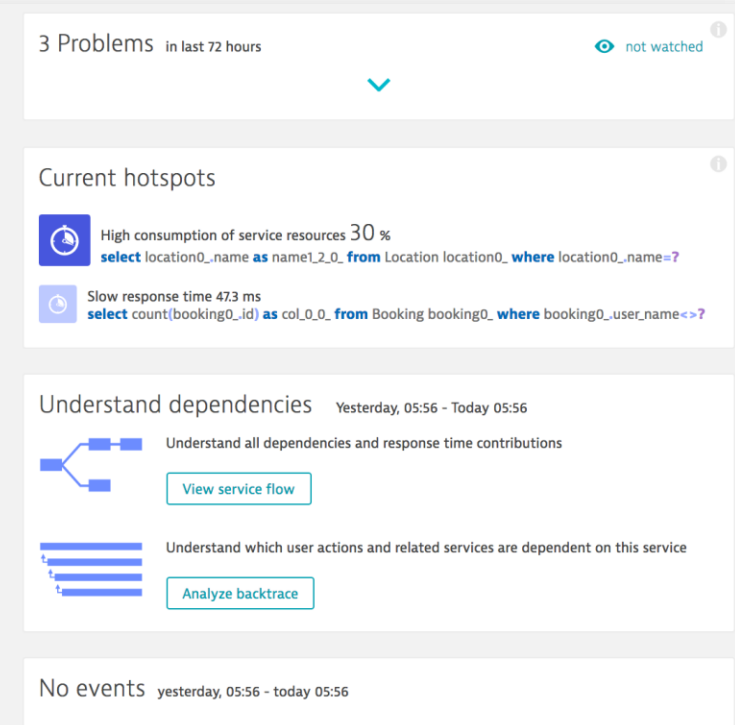 3 Problems in last 72 hours
not watched
Current hotspots
High consumption of service resources 30 %
select location0_.name as name1_2_0_ from Location location0_ where location0_.name=?
Slow response time 47.3 ms
select count(booking0_.id) as col_0_0_ from Booking booking0_ where booking0_.user_name<>?
Understand dependencies Yesterday, 05:56 - Today 05:56
Understand all dependencies and response time contributions
View service flow
Understand which user actions and related services are dependent on this service
Analyze backtrace
No events yesterday, 05:56 - today 05:56